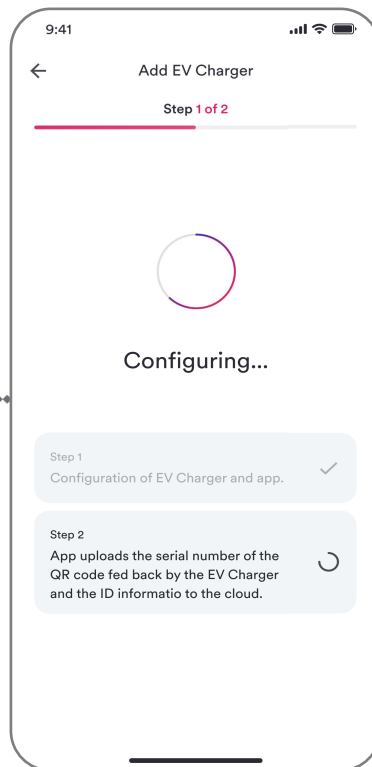 9:41
Add EV Charger
Step 1 of 2
Configuring...
Step 1
Configuration of EV Charger and app.
Step 2
App uploads the serial number of the
QR code fed back by the EV Charger
and the ID informatio to the cloud.